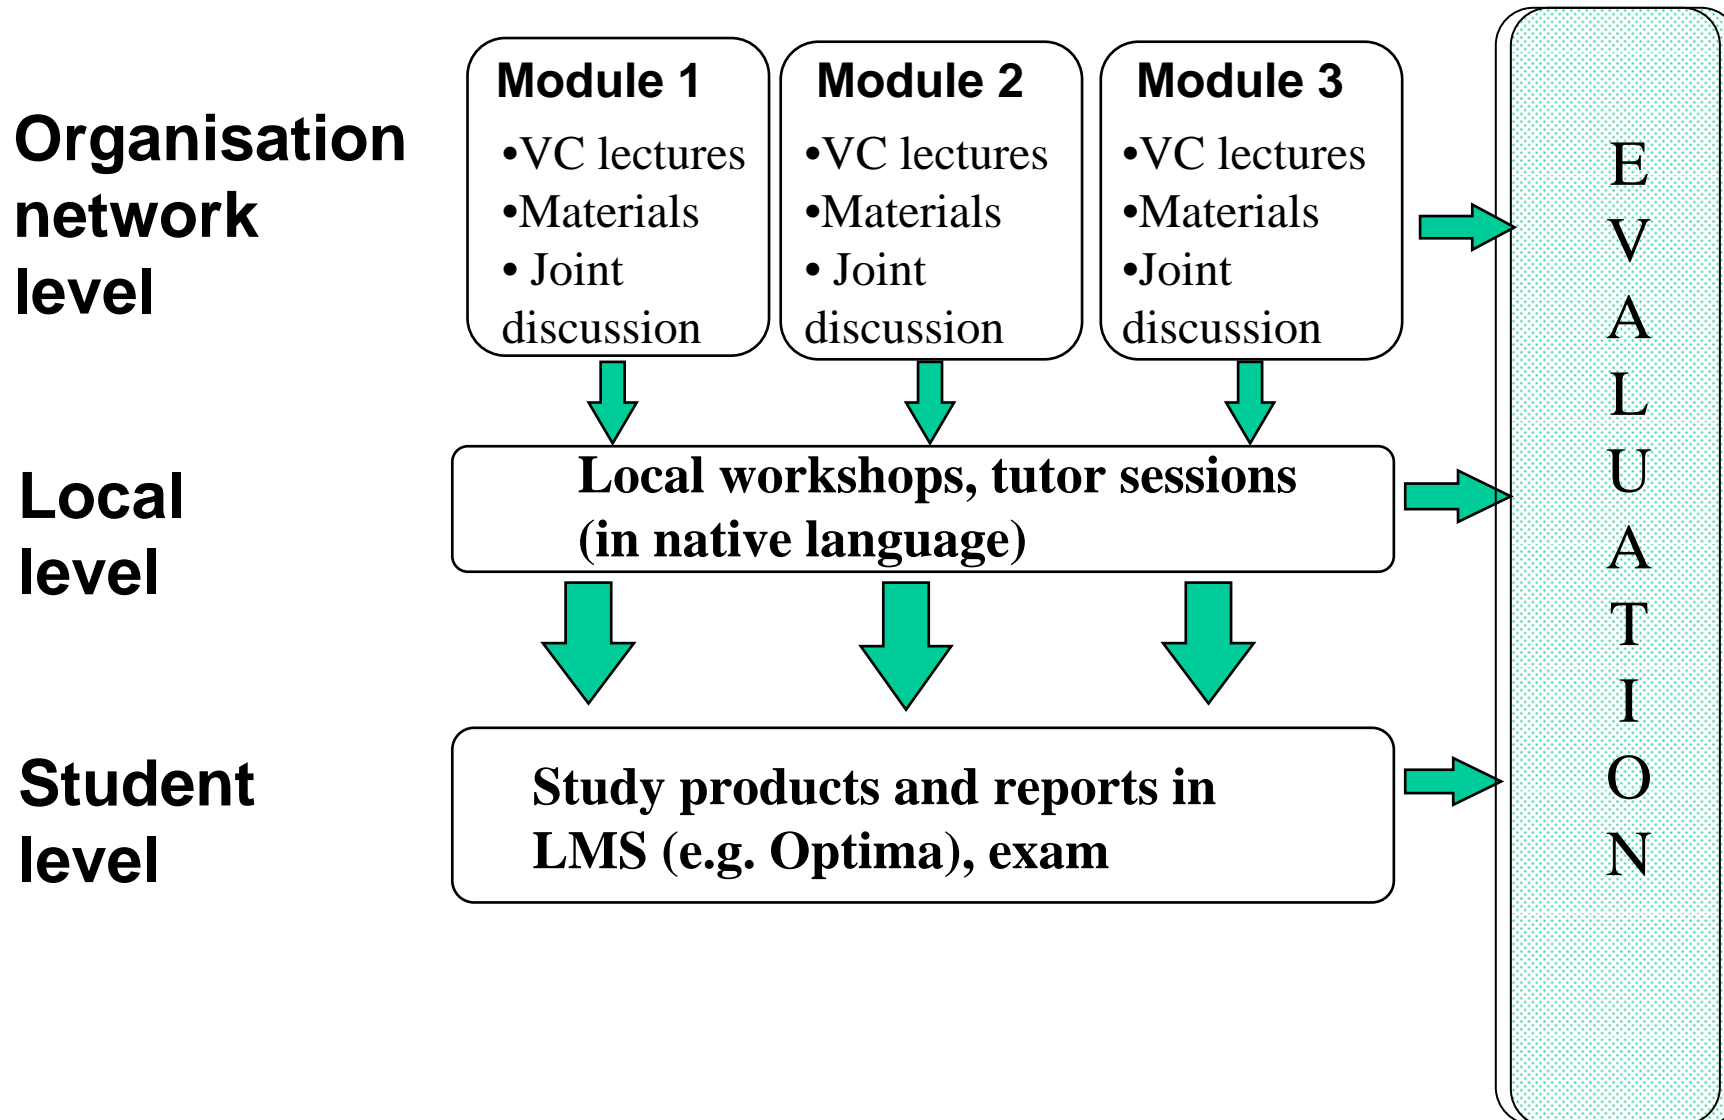 Organisation
network
level
Module 1
•VC lectures
•Materials
• Joint
discussion
Module 2
•VC lectures
•Materials
• Joint
discussion
Module 3
•VC lectures
•Materials
•Joint
discussion
Local
level
Local workshops, tutor sessions
(in native language)
Student
level
Study products and reports in
LMS (e.g. Optima), exam
E
V
A
L
U
A
T
I
O
N